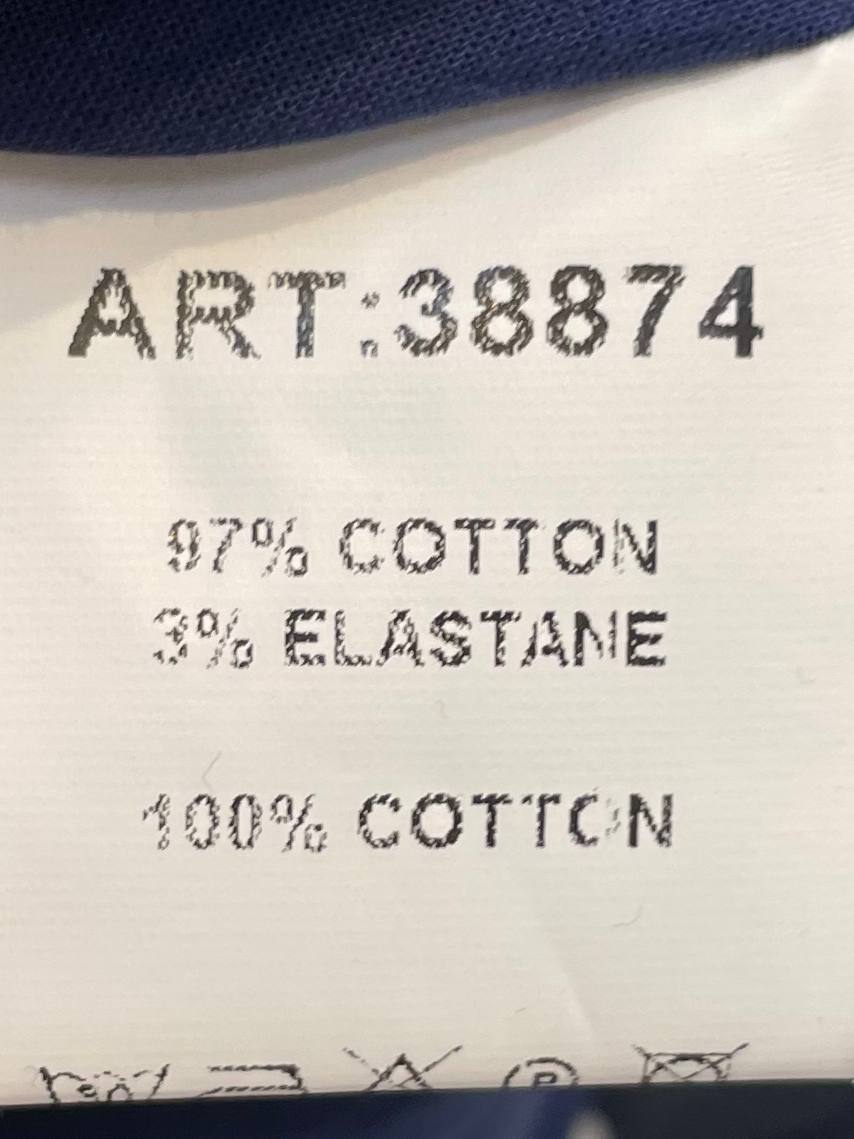 ART:38874
97% COTTON
3% ELASTANE
100% COTTON
P